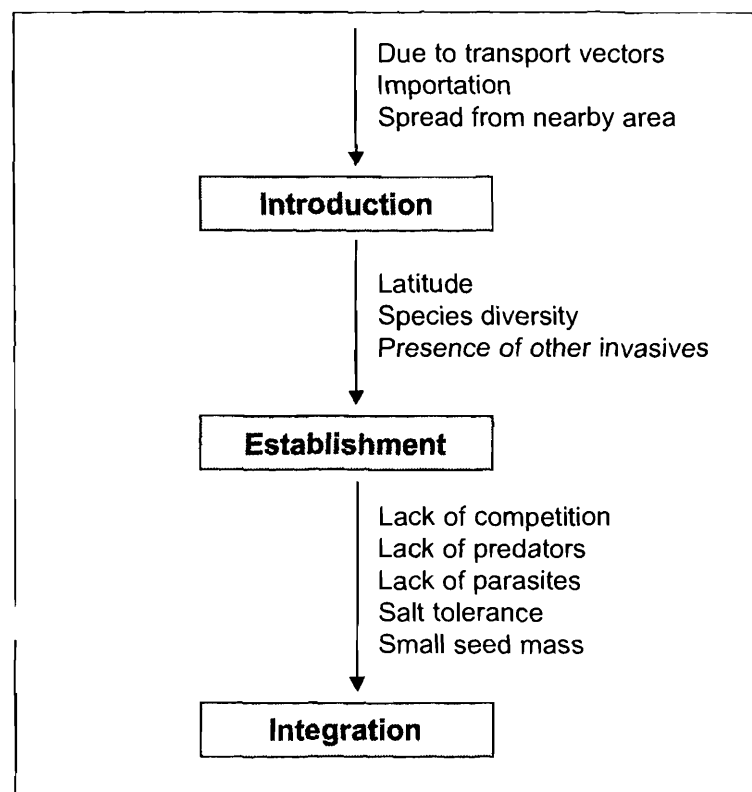 Due to transport vectors
Importation
Spread from nearby area
Introduction
Latitude
Species diversity
Presence of other invasives
Establishment
Lack of competition
Lack of predators
Lack of parasites
Salt tolerance
Small seed mass
Integration